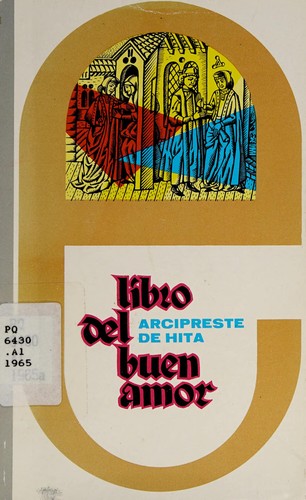 libro
del
buen
amor
ARCIPRESTE
DE HITA
PQ
6430
.A1
1965